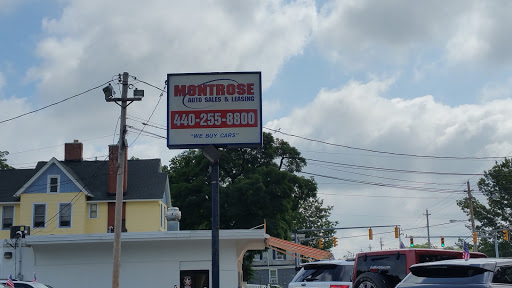 MONTROSE
AUTO SALES & LEASING
440-255-8800
"WE BUY CARS"